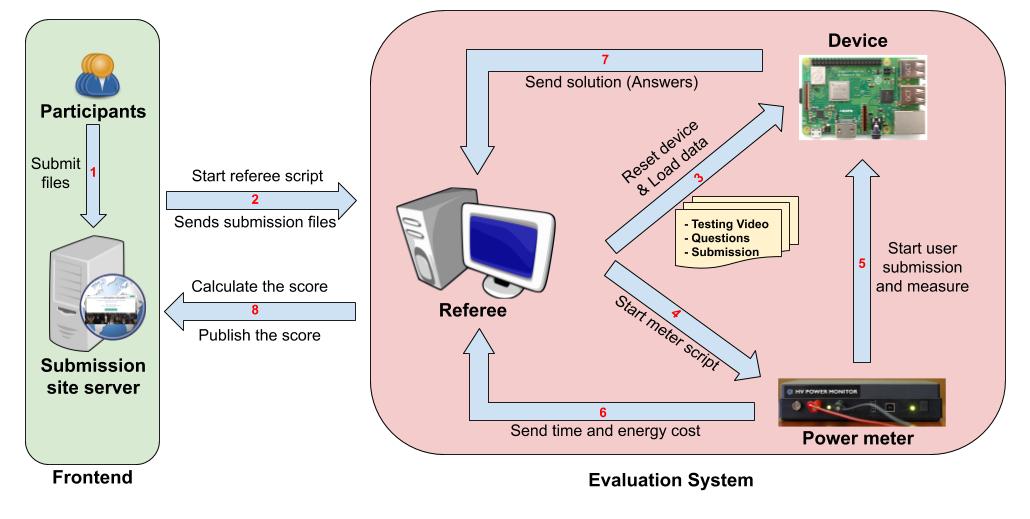 Participants
Submit
files
1
Submission
site server
Frontend
Start referee script
2
Sends submission files
Calculate the score
8
Publish the score
Device
7
Send solution (Answers)
Reset device
& Load data
3
- Testing Video
- Questions
- Submission
Referee
4
Start meter script
5
Start user
submission
and measure
HV POWER MONITOR
Power meter
6
Send time and energy cost
Evaluation System